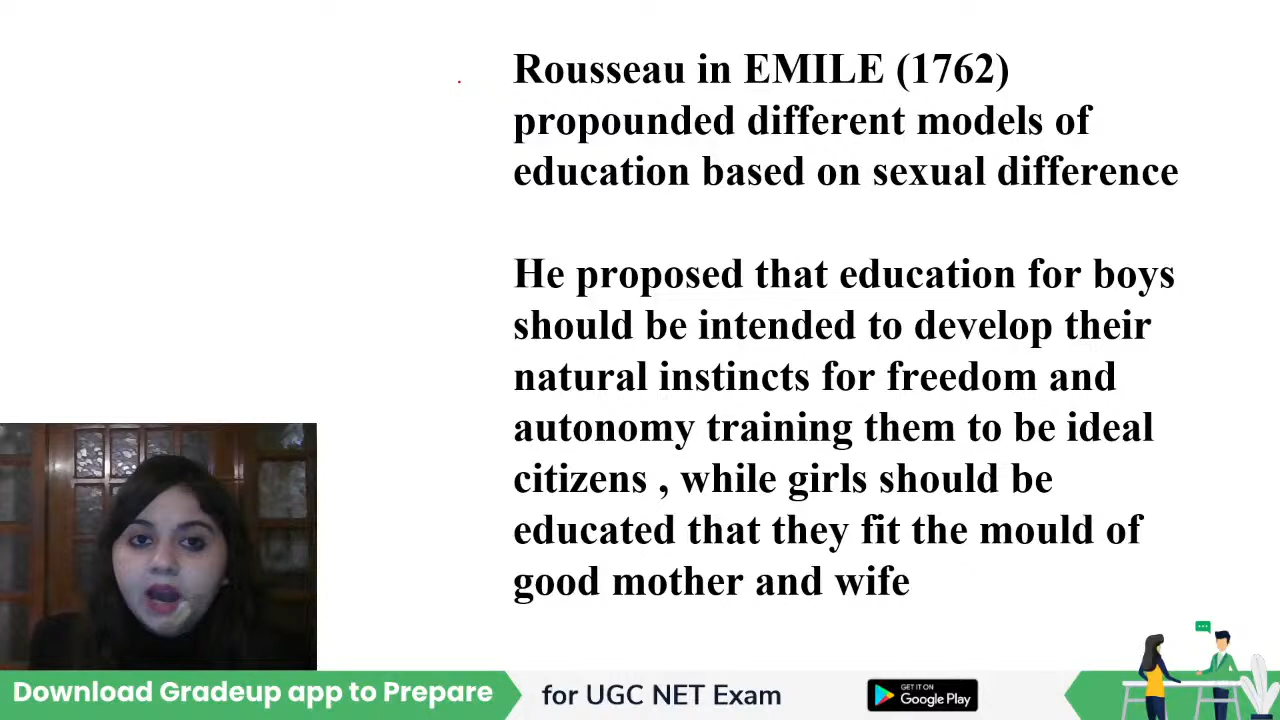 Rousseau in EMILE (1762)
propounded different models of
education based on sexual difference
He proposed that education for boys
should be intended to develop their
natural instincts for freedom and
autonomy training them to be ideal
citizens , while girls should be
educated that they fit the mould of
good mother and wife
Download Gradeup app to Prepare
for UGC NET Exam
GET IT ON
Google Play